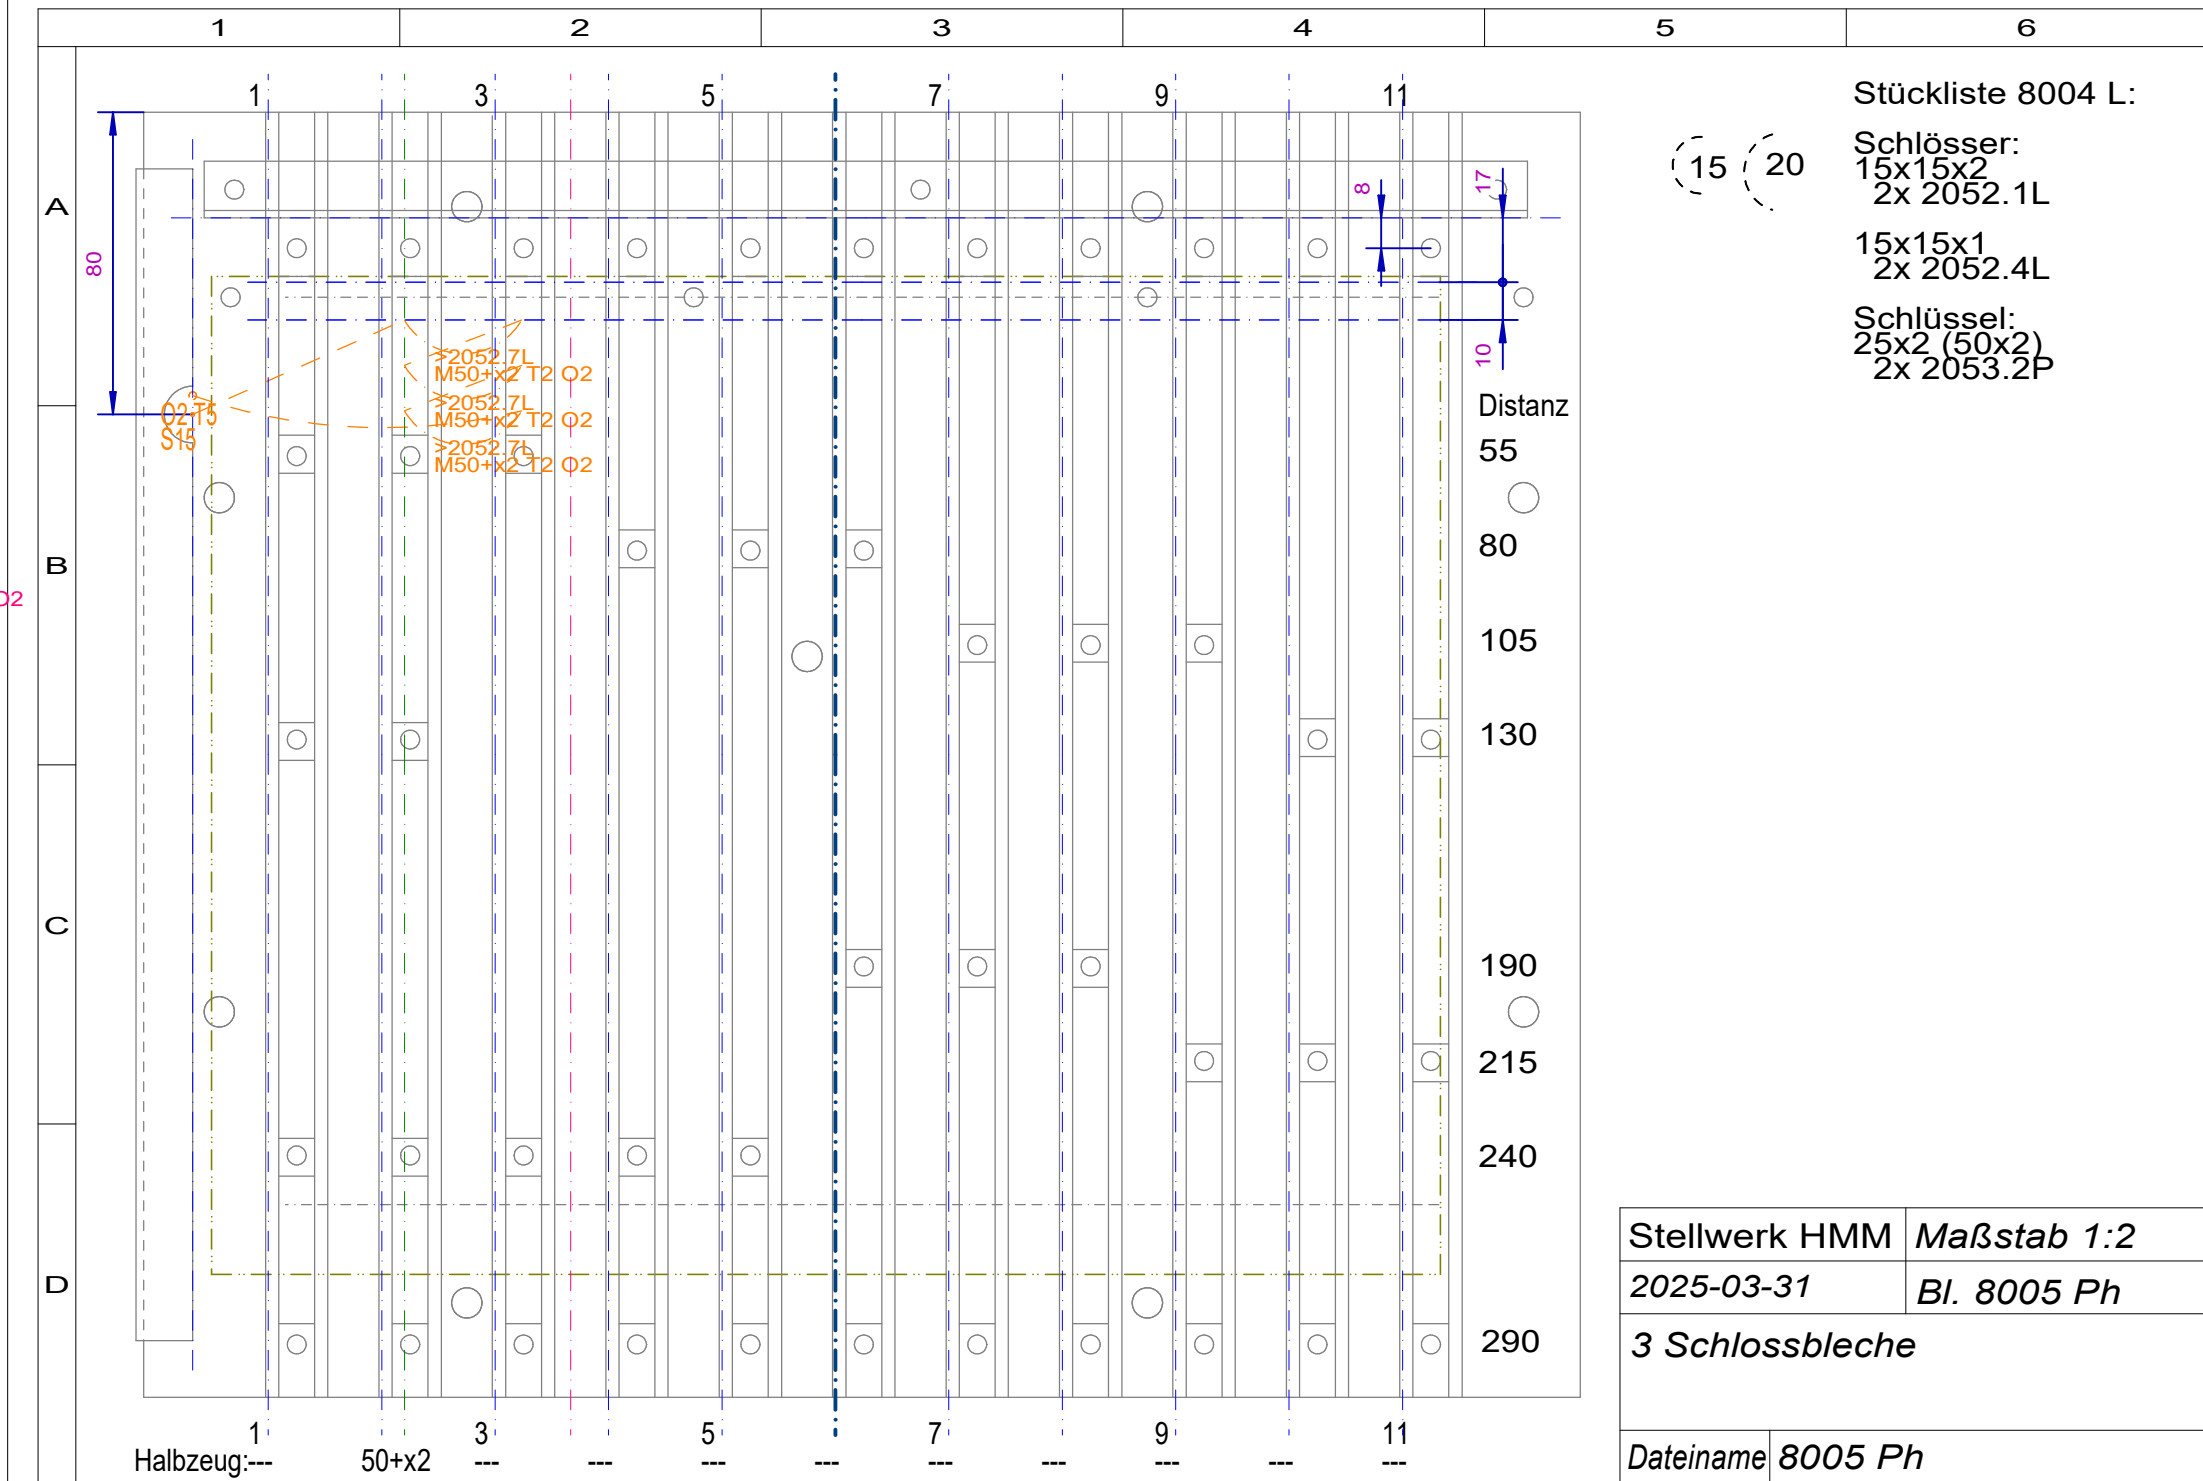 1 2 3 4 5 6
A
B
C
D
1 3 5 7 9 11
80
8
17
10
15 20
Stückliste 8004 L:
Schlösser:
15x15x2
2x 2052.1L
15x15x1
2x 2052.4L
Schlüssel:
25x2 (50x2)
2x 2053.2P
>2052.7L
M50+x2 T2 O2
>2052.7L
M50+x2 T2 O2
>2052.7L
M50+x2 T2 O2
O2 T5
S15
O2
Distanz
55
80
105
130
190
215
240
290
1 3 5 7 9 11
Halbzeug:--- 50+x2 --- --- --- --- --- --- --- --- ---
Stellwerk HMM Maßstab 1:2
2025-03-31 Bl. 8005 Ph
3 Schlossbleche
Dateiname 8005 Ph